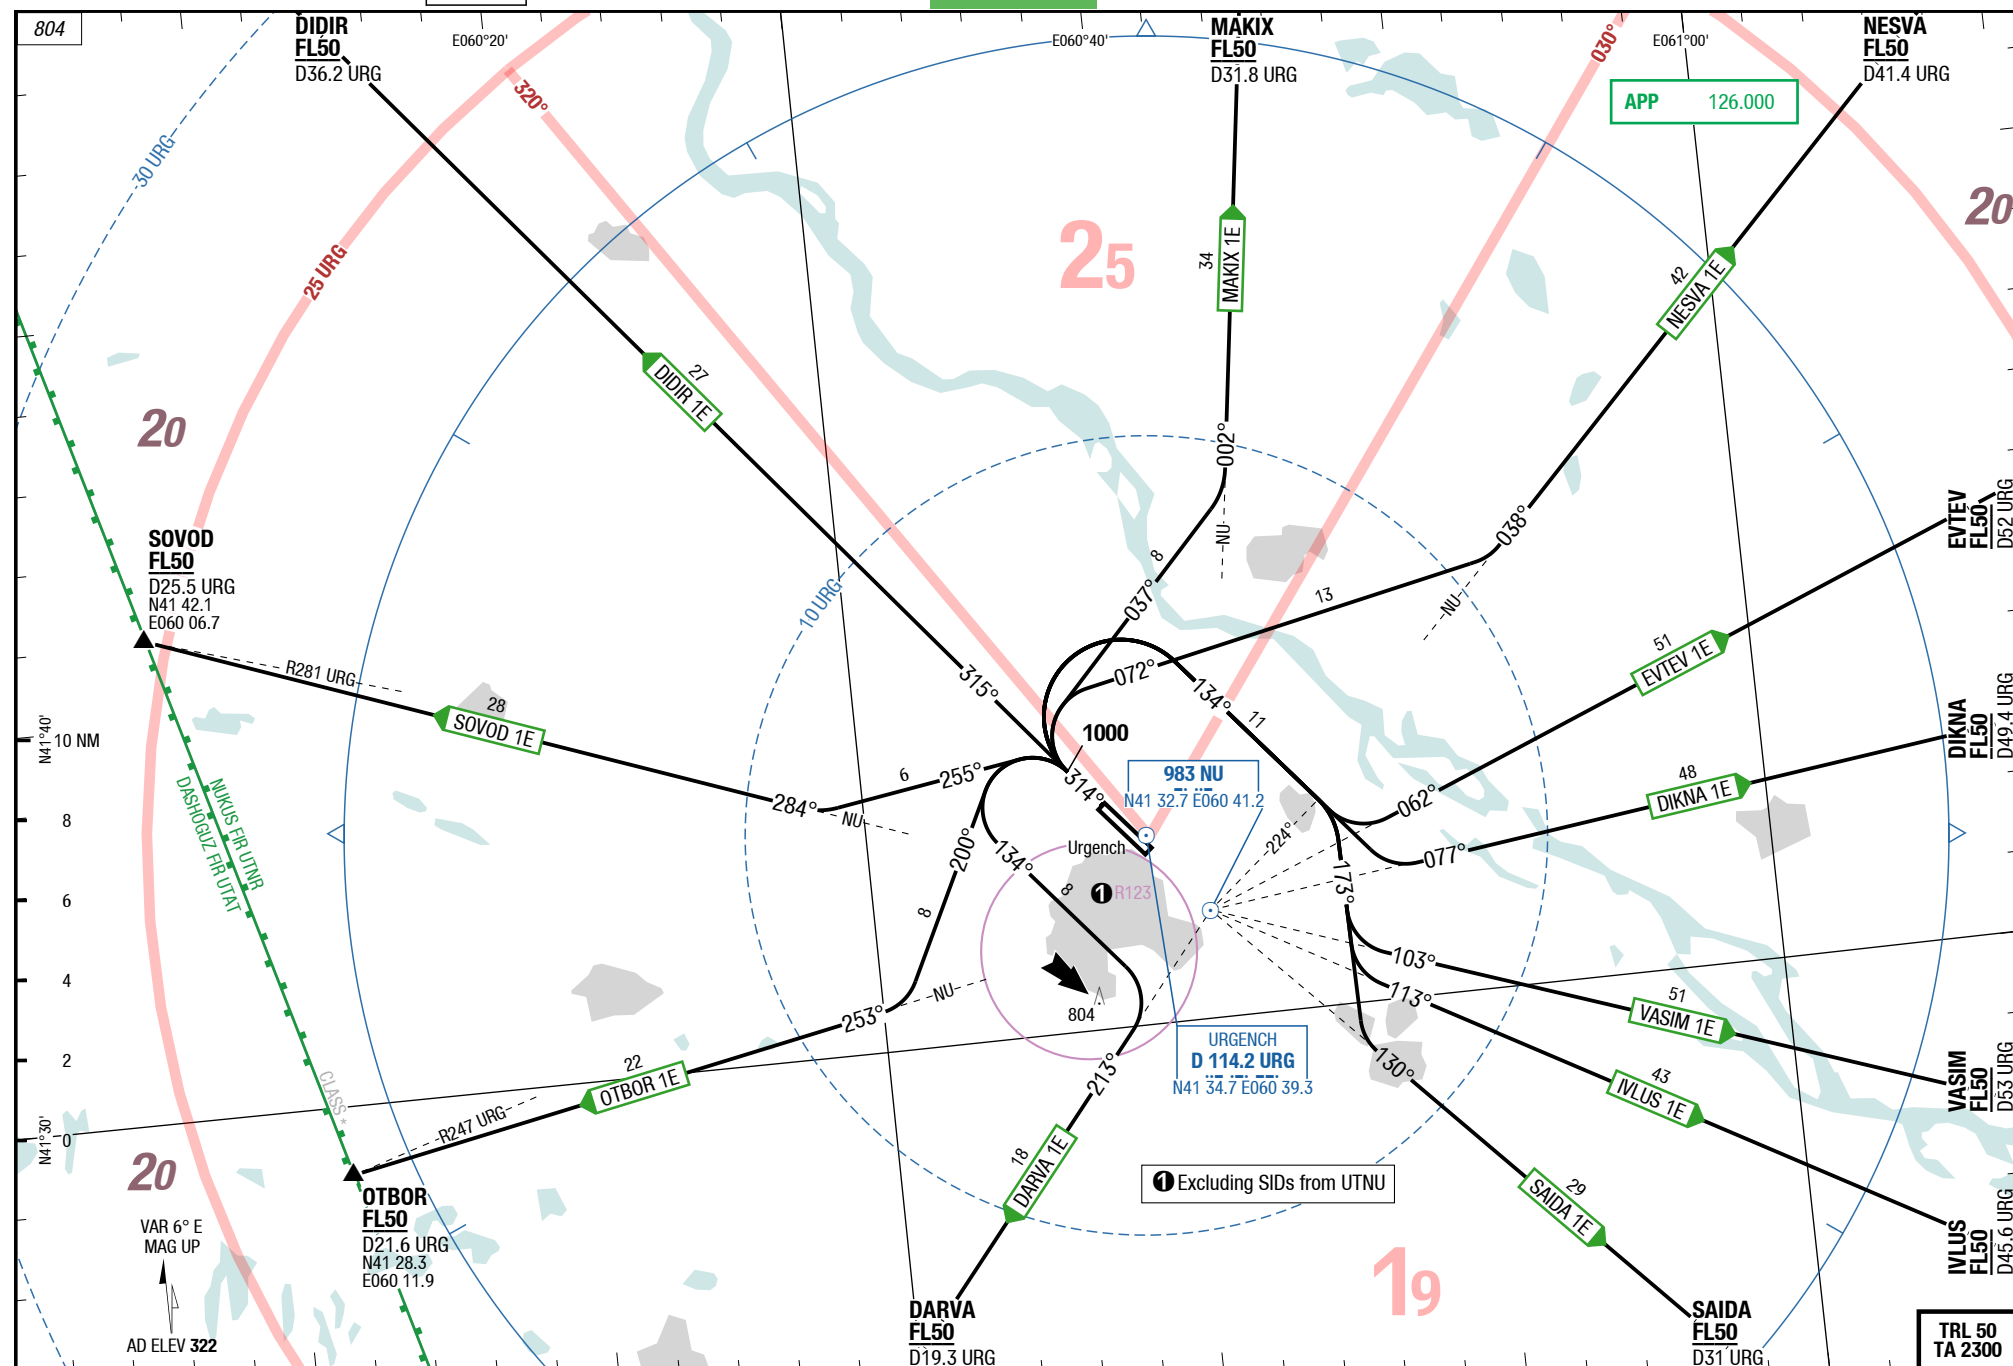 804
DIDIR
FL50
D36.2 URG
E060°20'
E060°40'
MAKIX
FL50
D31.8 URG
030°
E061°00'
NESVA
FL50
D41.4 URG
APP 126.000
320°
30 URG
25 URG
25
20
34
MAKIX 1E
42
NESVA 1E
27
DIDIR 1E
20
002°
NU
038°
EVTEV
FL50
D52 URG
SOVOD
FL50
D25.5 URG
N41 42.1
E060 06.7
R281 URG
28
SOVOD 1E
10 URG
8
037°
13
NU
072°
315°
134°
11
51
EVTEV 1E
DIKNA
FL50
D49.4 URG
N41°40'
10 NM
1000
6
255°
284°
NU
314°
983 NU
N41 32.7 E060 41.2
062°
48
DIKNA 1E
077°
224°
173°
NUKUS FIR UTNR
DASHOGUZ FIR UTAT
8
6
4
2
0
N41°30'
200°
8
134°
8
Urgench
1 R123
804
253°
NU
103°
113°
51
VASIM 1E
VASIM
FL50
D53 URG
URGENCH
D 114.2 URG
N41 34.7 E060 39.3
130°
43
IVLUS 1E
22
OTBOR 1E
CLASS *
R247 URG
213°
18
DARVA 1E
1 Excluding SIDs from UTNU
29
SAIDA 1E
IVLUS
FL50
D45.6 URG
20
OTBOR
FL50
D21.6 URG
N41 28.3
E060 11.9
VAR 6° E
MAG UP
AD ELEV 322
19
DARVA
FL50
D19.3 URG
SAIDA
FL50
D31 URG
TRL 50
TA 2300